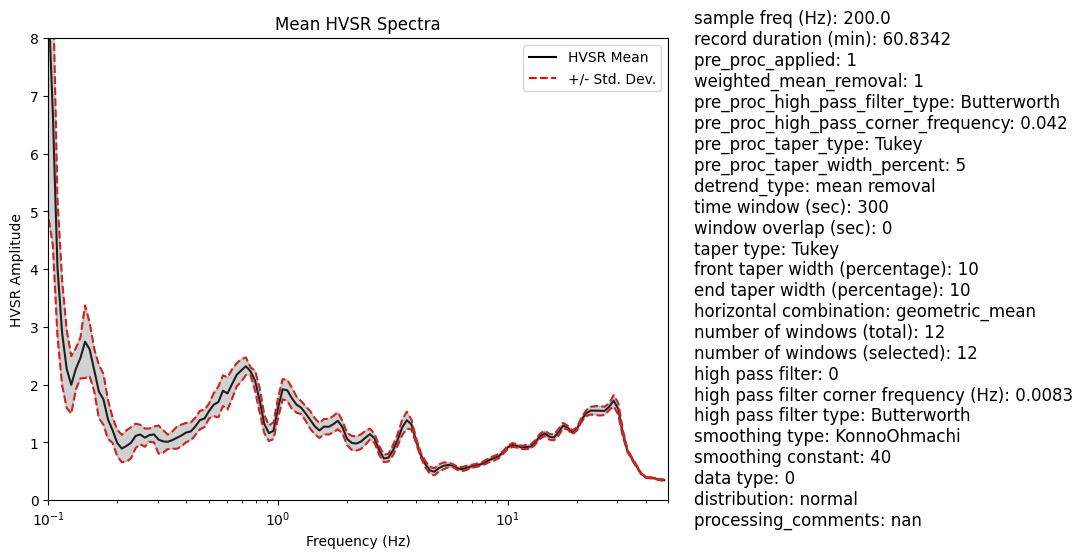 Mean HVSR Spectra
HVSR Mean
+/- Std. Dev.
8
7
6
5
4
3
2
1
0
HVSR Amplitude
10⁻¹
10⁰
10¹
Frequency (Hz)
sample freq (Hz): 200.0
record duration (min): 60.8342
pre_proc_applied: 1
weighted_mean_removal: 1
pre_proc_high_pass_filter_type: Butterworth
pre_proc_high_pass_corner_frequency: 0.042
pre_proc_taper_type: Tukey
pre_proc_taper_width_percent: 5
detrend_type: mean removal
time window (sec): 300
window overlap (sec): 0
taper type: Tukey
front taper width (percentage): 10
end taper width (percentage): 10
horizontal combination: geometric_mean
number of windows (total): 12
number of windows (selected): 12
high pass filter: 0
high pass filter corner frequency (Hz): 0.0083
high pass filter type: Butterworth
smoothing type: KonnoOhmachi
smoothing constant: 40
data type: 0
distribution: normal
processing_comments: nan